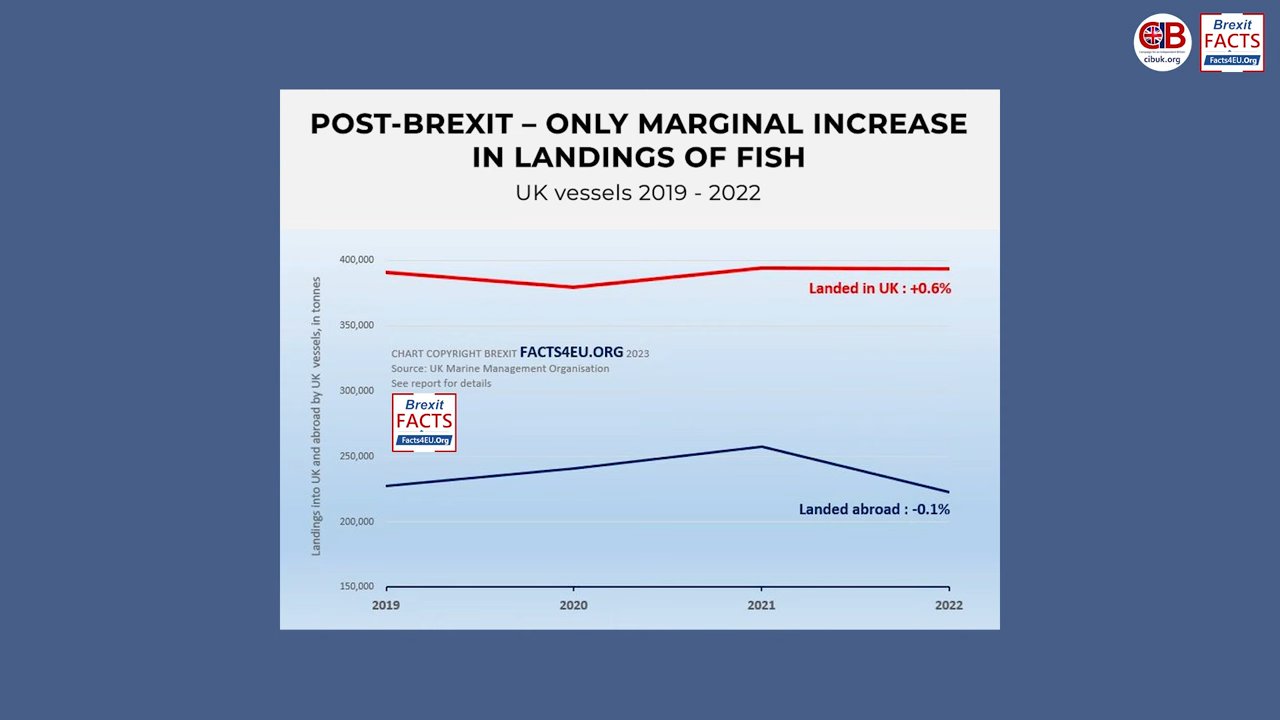 CIB
cibuk.org
Brexit
FACTS
Facts4EU.Org
POST-BREXIT – ONLY MARGINAL INCREASE
IN LANDINGS OF FISH
UK vessels 2019 - 2022
Landings into UK and abroad by UK vessels, in tonnes
400,000
350,000
300,000
250,000
200,000
150,000
Landed in UK : +0.6%
CHART COPYRIGHT BREXIT FACTS4EU.ORG 2023
Source: UK Marine Management Organisation
See report for details
Brexit
FACTS
Facts4EU.Org
Landed abroad : -0.1%
2019 2020 2021 2022